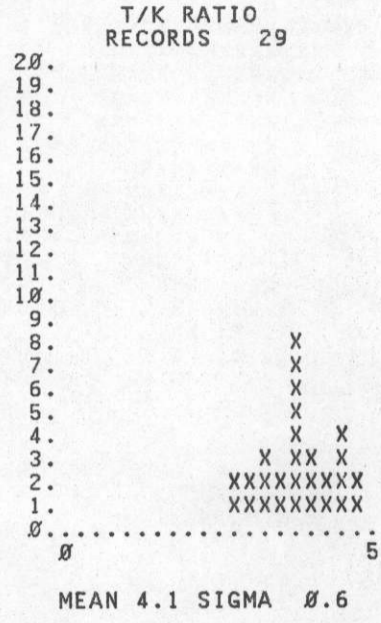 T/K RATIO
RECORDS 29
20.
19.
18.
17.
16.
15.
14.
13.
12.
11.
10.
9.
8. X
7. X
6. X
5. X
4. X X
3. X XX X
2. XXXXXXXXX
1. XXXXXXXXX
0.....................
0 5
MEAN 4.1 SIGMA 0.6